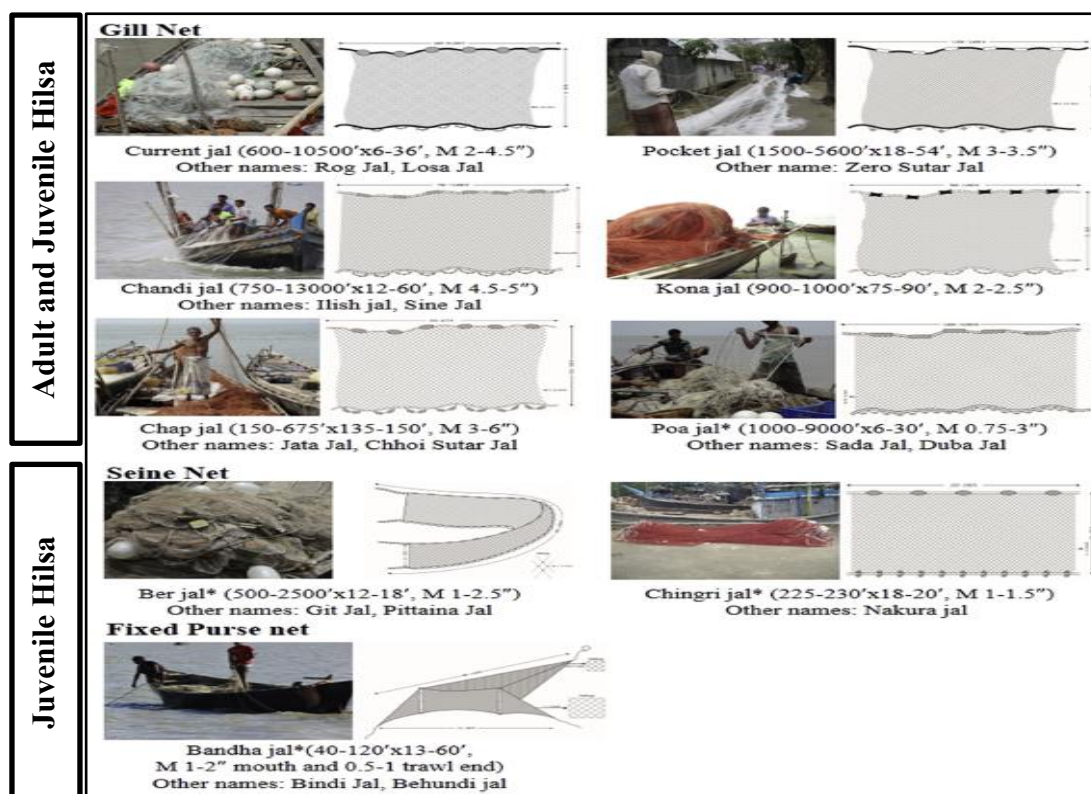 Adult and Juvenile Hilsa
Gill Net
Current jal (600-10500′x6-36′, M 2-4.5″)
Other names: Rog Jal, Losa Jal
Pocket jal (1500-5600′x18-54′, M 3-3.5″)
Other name: Zero Sutar Jal
Chandi jal (750-13000′x12-60′, M 4.5-5″)
Other names: Ilish jal, Sine Jal
Kona jal (900-1000′x75-90′, M 2-2.5″)
Chap jal (150-675′x135-150′, M 3-6″)
Other names: Jata Jal, Chhoi Sutar Jal
Poa jal* (1000-9000′x6-30′, M 0.75-3″)
Other names: Sada Jal, Duba Jal
Juvenile Hilsa
Seine Net
Ber jal* (500-2500′x12-18′, M 1-2.5″)
Other names: Git Jal, Pittaina Jal
Chingri jal* (225-230′x18-20′, M 1-1.5″)
Other names: Nakura jal
Fixed Purse net
Bandha jal*(40-120′x13-60′,
M 1-2″ mouth and 0.5-1 trawl end)
Other names: Bindi Jal, Behundi jal